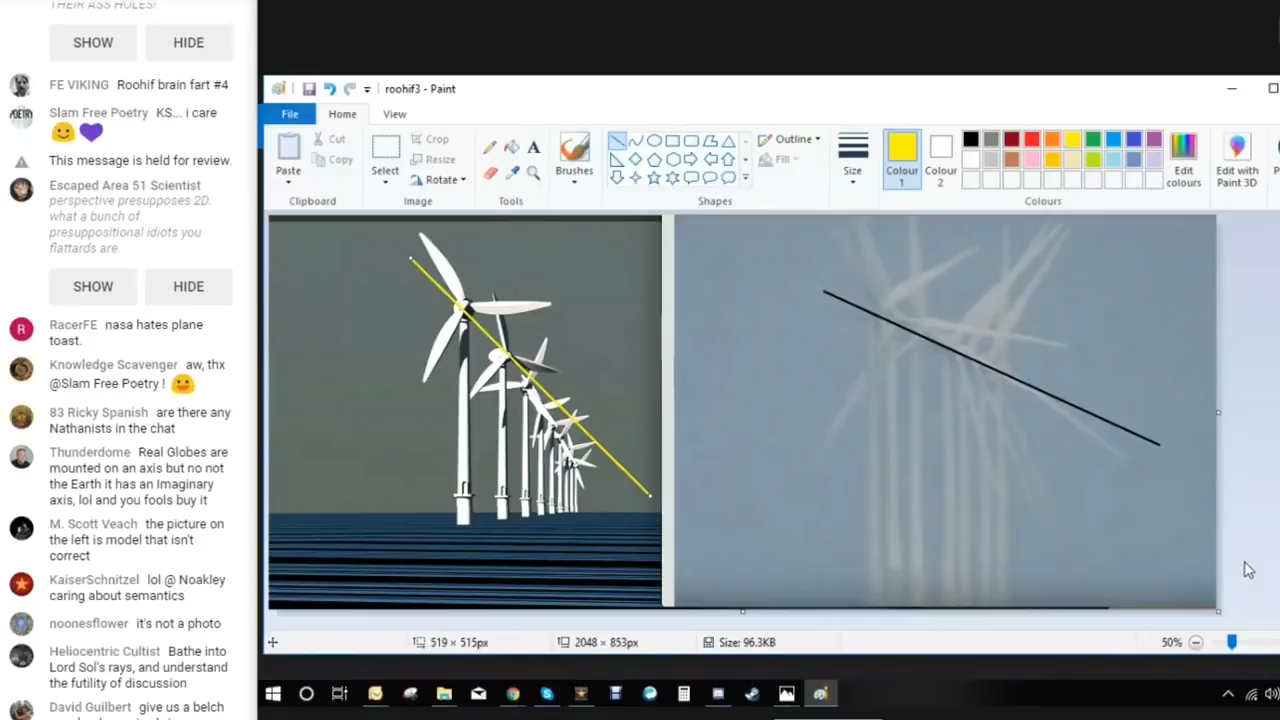 THEIR ASS HOLES!
SHOW HIDE
FE VIKING Roohif brain fart #4
Slam Free Poetry KS... i care
This message is held for review.
Escaped Area 51 Scientist
perspective presupposes 2D.
what a bunch of
presuppositional idiots you
flattards are.
SHOW HIDE
RacerFE nasa hates plane
toast.
Knowledge Scavenger aw, thx
@Slam Free Poetry !
83 Ricky Spanish are there any
Nathanists in the chat
Thunderdome Real Globes are
mounted on an axis but no not
the Earth it has an Imaginary
axis, lol and you fools buy it
M. Scott Veach the picture on
the left is model that isn't
correct
KaiserSchnitzel lol @ Noakley
caring about semantics
noonesflower it's not a photo
Heliocentric Cultist Bathe into
Lord Sol's rays, and understand
the futility of discussion
David Guilbert give us a belch
roohif3 - Paint
File Home View
Paste
Cut
Copy
Clipboard
Select
Crop
Resize
Rotate
Image
A
Tools
Brushes
Outline
Fill
Shapes
Size
Colour
1
Colour
2
Edit
colours
Colours
Edit with
Paint 3D
519 × 515px
2048 × 853px
Size: 96.3KB
50%